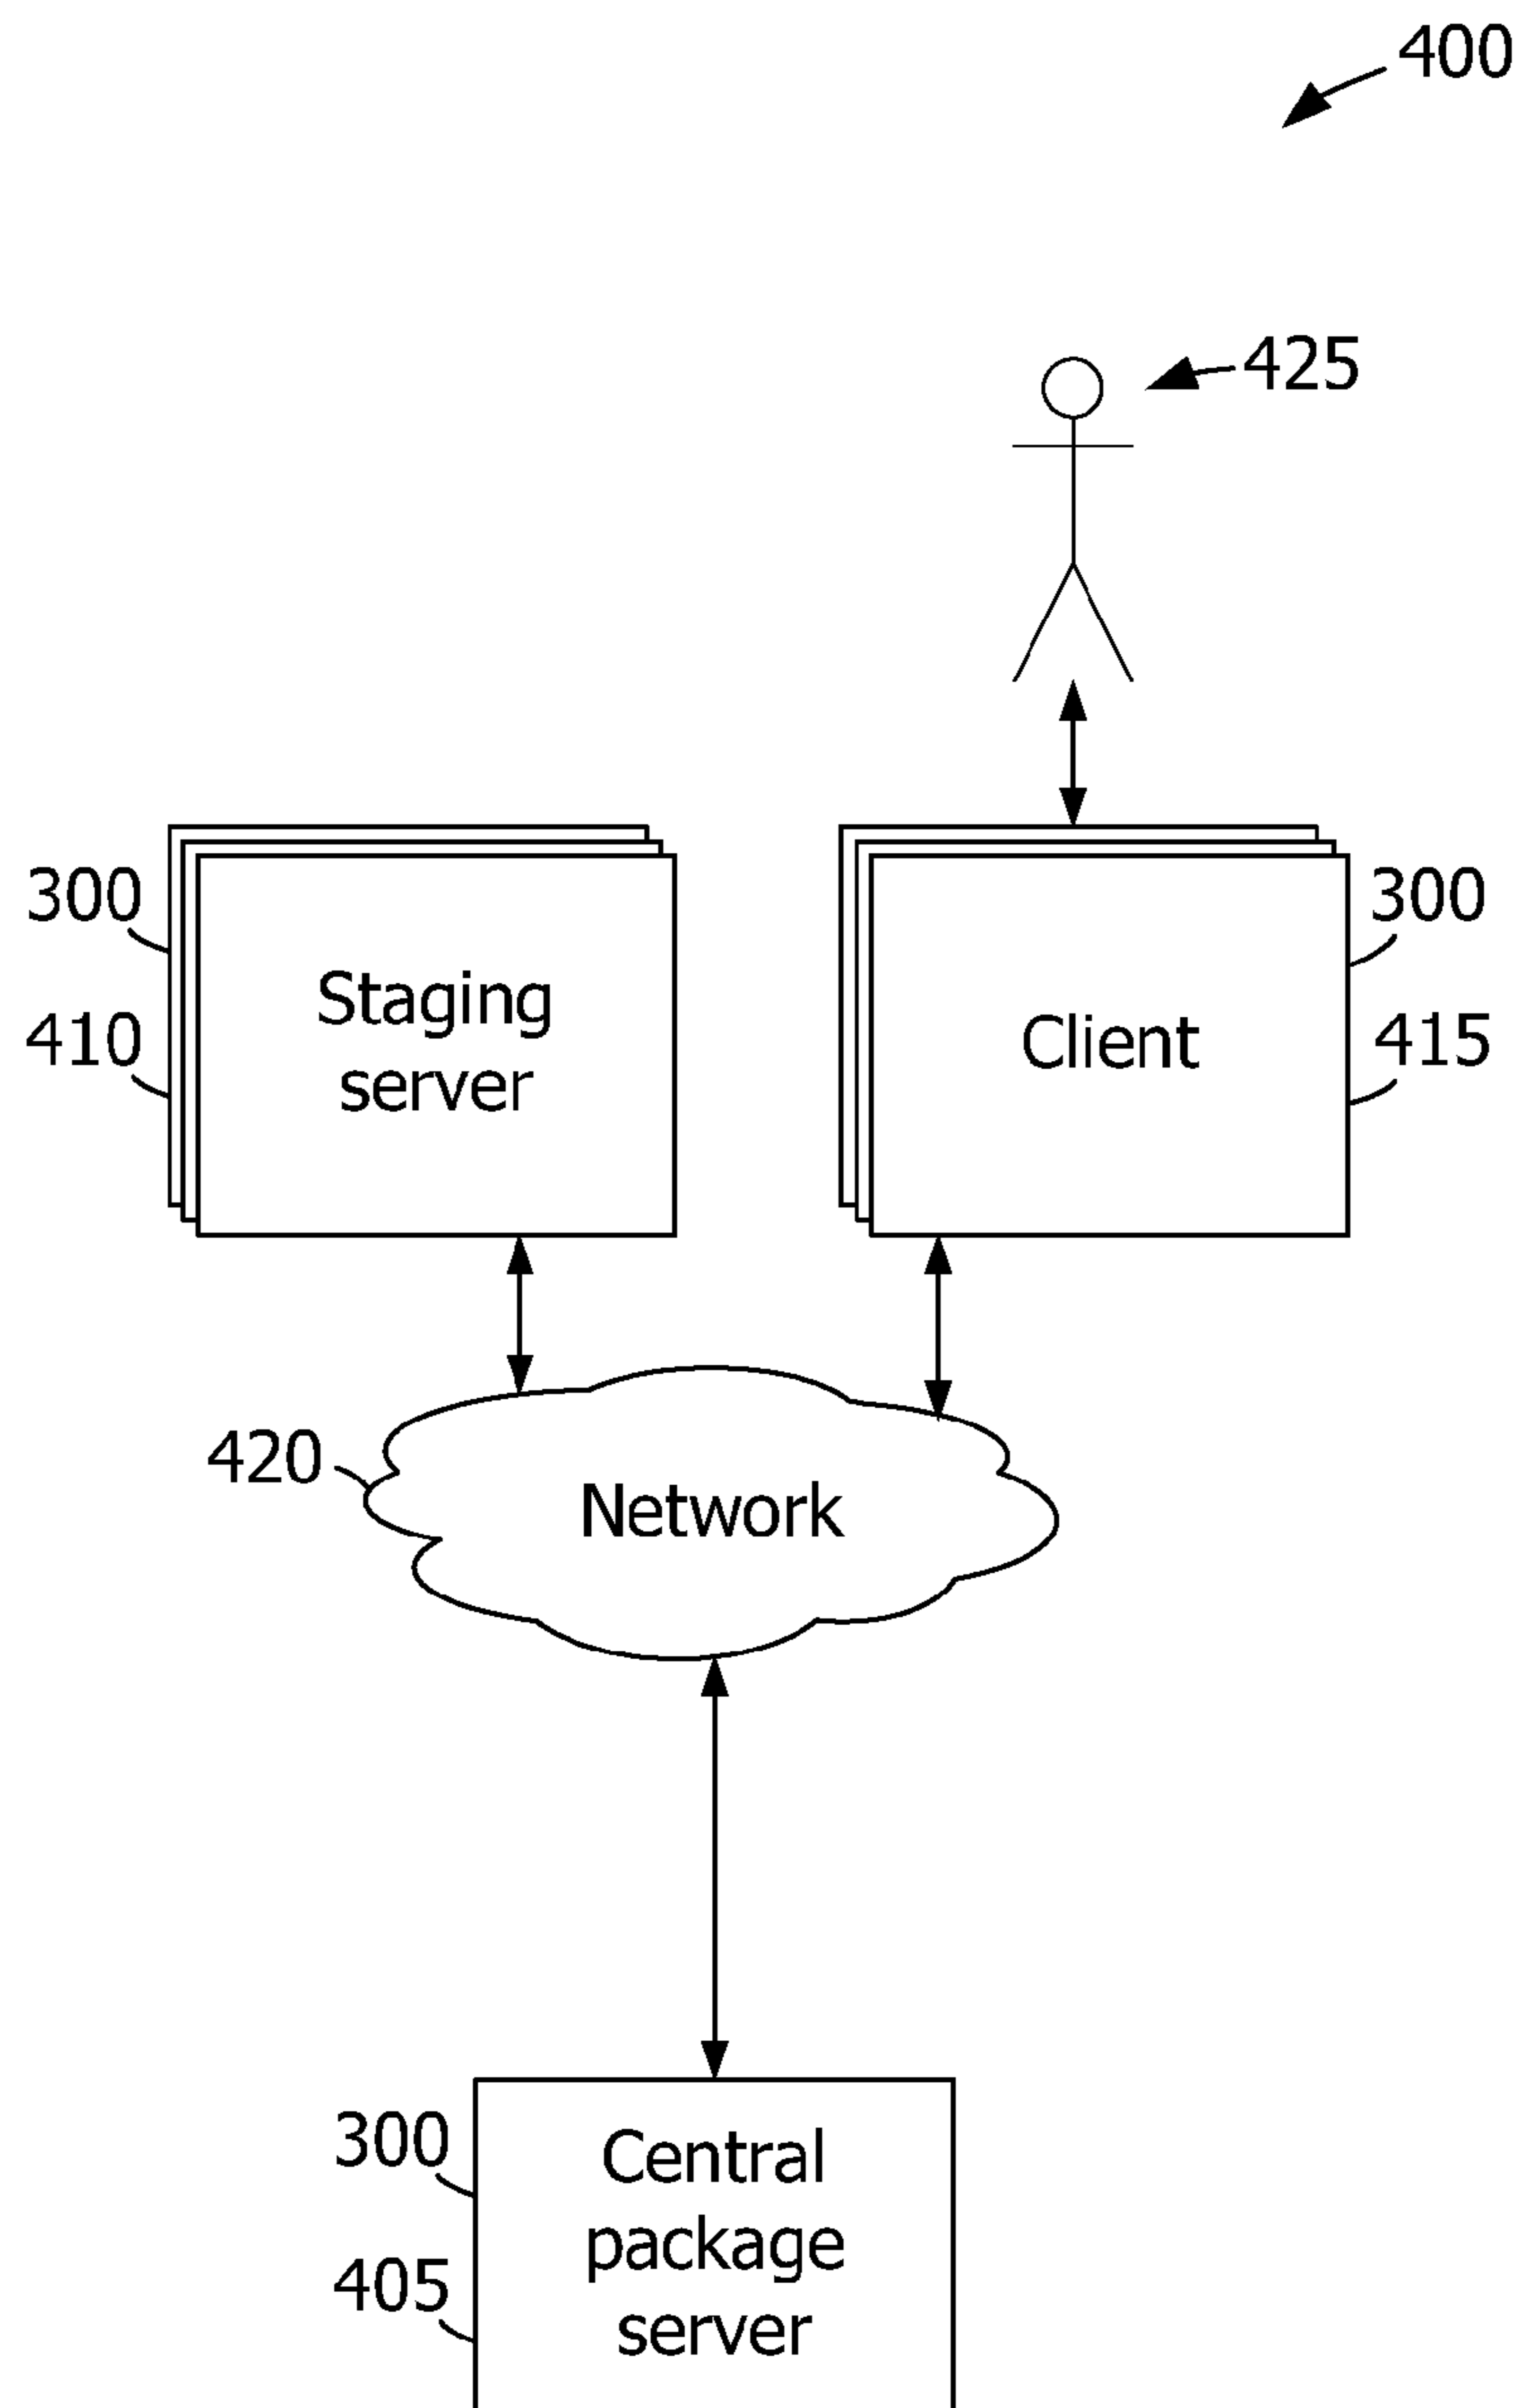 400
425
300
300
Staging
server
Client
410
415
420
Network
300
Central
package
server
405